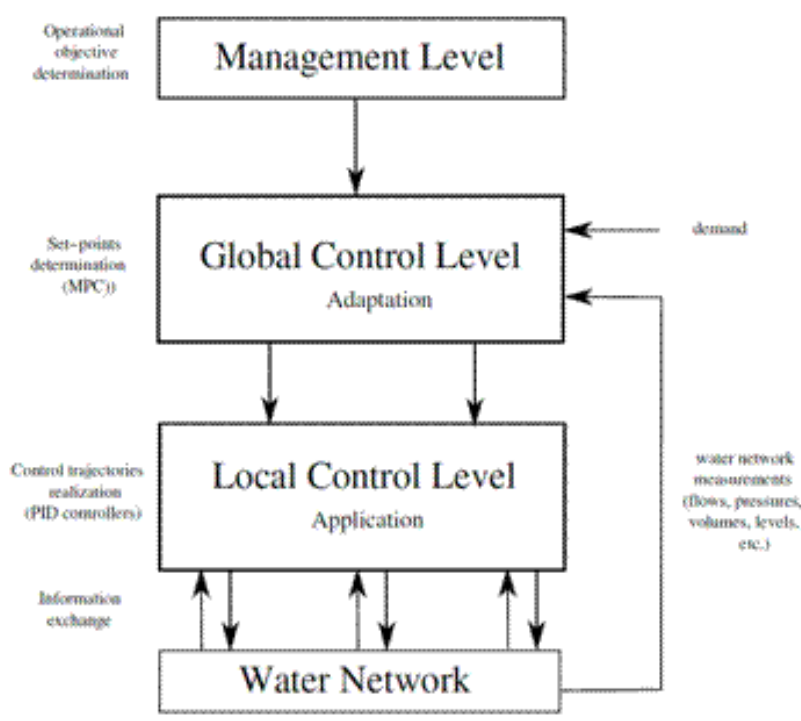 Operational
objective
determination
Management Level
Set-points
determination
(MPC))
Global Control Level
Adaptation
demand
Control trajectories
realization
(PID controllers)
Local Control Level
Application
water network
measurements
(flows, pressures,
volumes, levels,
etc.)
Information
exchange
Water Network